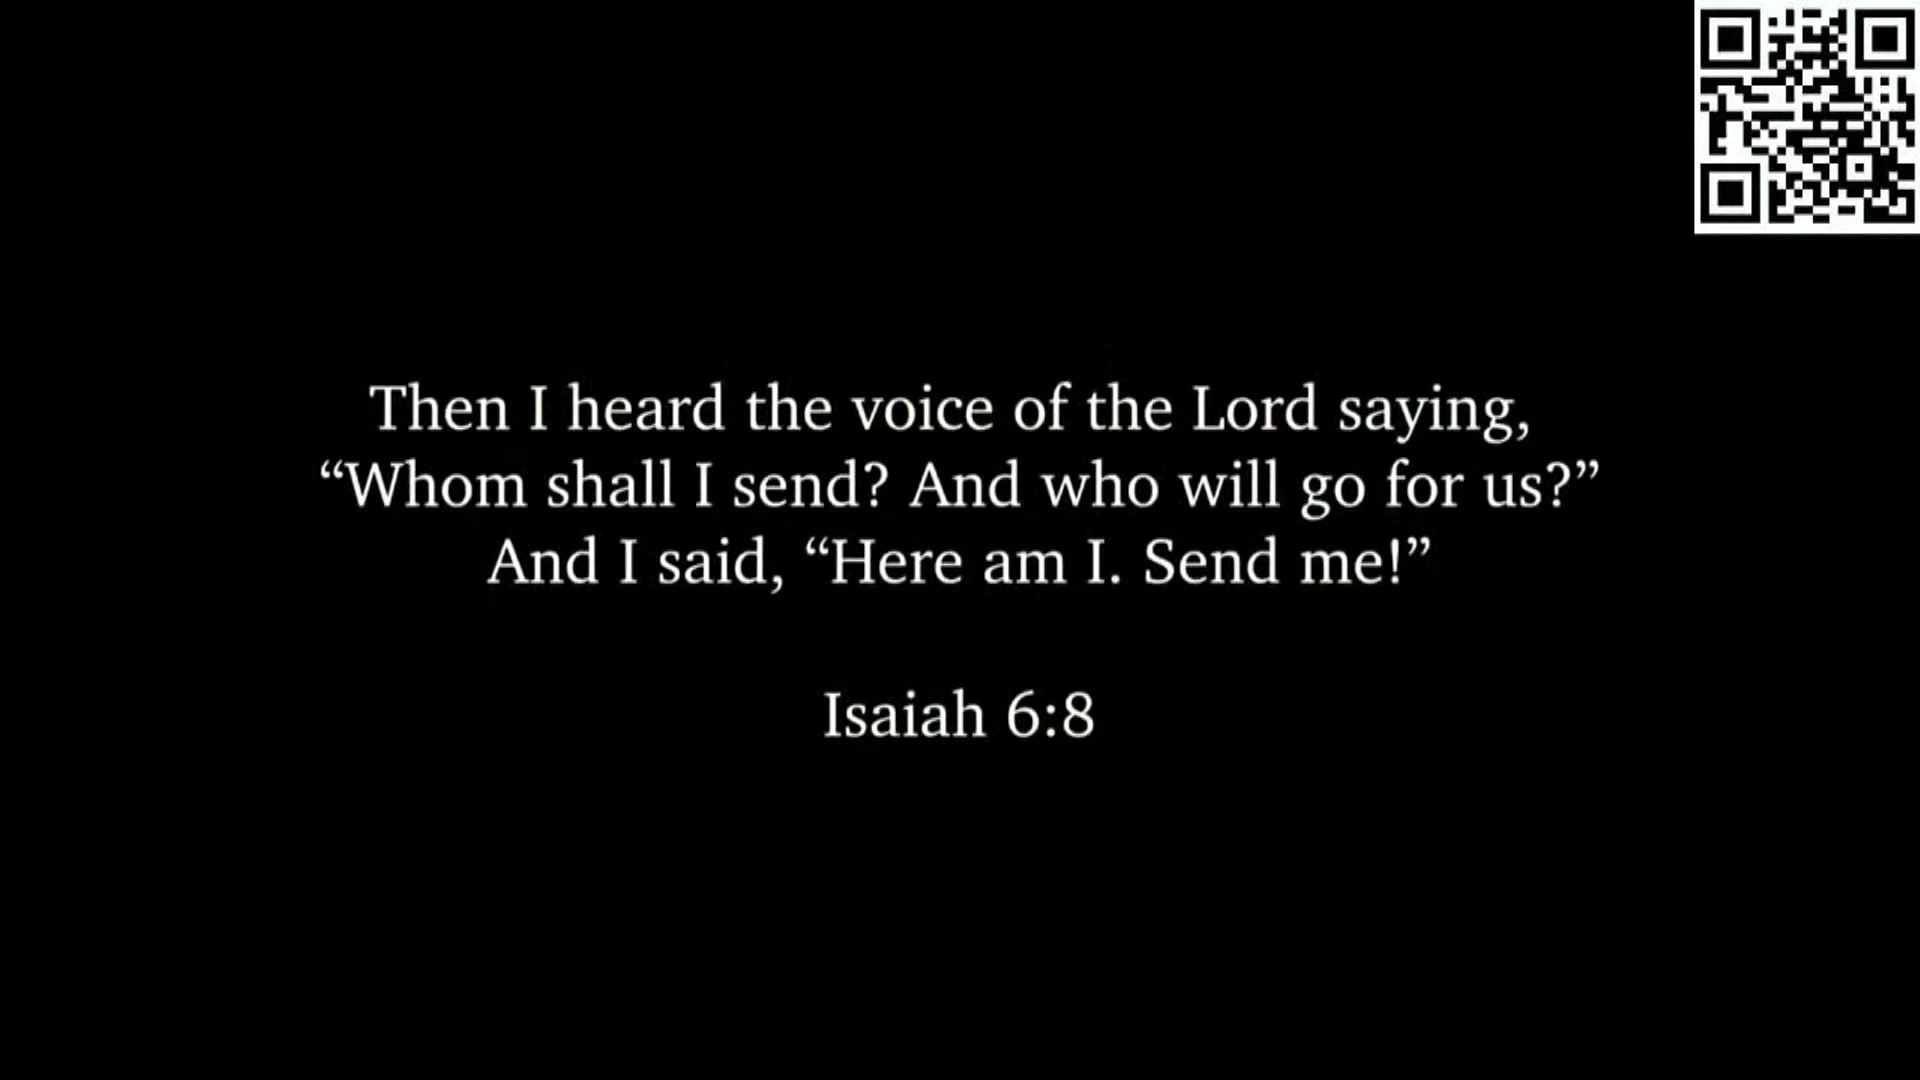 Then I heard the voice of the Lord saying,
“Whom shall I send? And who will go for us?”
And I said, “Here am I. Send me!”
Isaiah 6:8